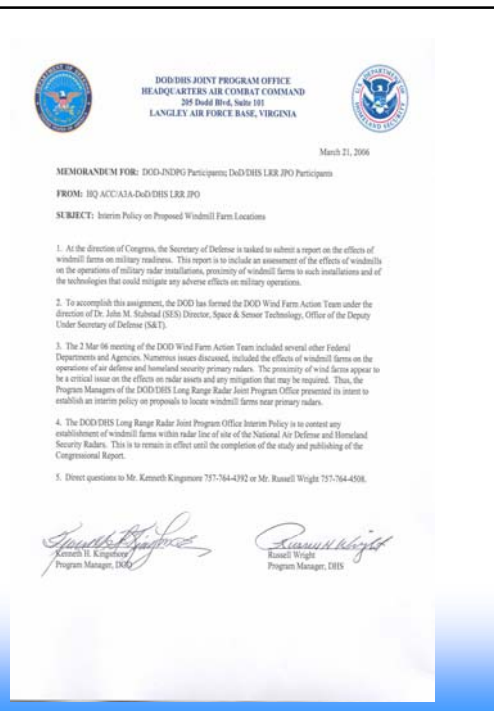 DOD/DHS JOINT PROGRAM OFFICE
HEADQUARTERS AIR COMBAT COMMAND
205 Dodd Blvd, Suite 101
LANGLEY AIR FORCE BASE, VIRGINIA
March 21, 2006
MEMORANDUM FOR: DOD-JNDPG Participants; DoD/DHS LRR JPO Participants
FROM: HQ ACC/A3A-DoD/DHS LRR JPO
SUBJECT: Interim Policy on Proposed Windmill Farm Locations
1. At the direction of Congress, the Secretary of Defense is tasked to submit a report on the effects of
windmill farms on military readiness. This report is to include an assessment of the effects of windmills
on the operations of military radar installations, proximity of windmill farms to such installations and of
the technologies that could mitigate any adverse effects on military operations.
2. To accomplish this assignment, the DOD has formed the DOD Wind Farm Action Team under the
direction of Dr. John M. Stubstad (SES) Director, Space & Sensor Technology, Office of the Deputy
Under Secretary of Defense (S&T).
3. The 2 Mar 06 meeting of the DOD Wind Farm Action Team included several other Federal
Departments and Agencies. Numerous issues discussed, included the effects of windmill farms on the
operations of air defense and homeland security primary radars. The proximity of wind farms appear to
be a critical issue on the effects on radar assets and any mitigation that may be required. Thus, the
Program Managers of the DOD/DHS Long Range Radar Joint Program Office presented its intent to
establish an interim policy on proposals to locate windmill farms near primary radars.
4. The DOD/DHS Long Range Radar Joint Program Office Interim Policy is to contest any
establishment of windmill farms within radar line of site of the National Air Defense and Homeland
Security Radars. This is to remain in effect until the completion of the study and publishing of the
Congressional Report.
5. Direct questions to Mr. Kenneth Kingsmore 757-764-4392 or Mr. Russell Wright 757-764-4508.
Kenneth H. Kingsmore
Program Manager, DOD
Russell Wright
Program Manager, DHS